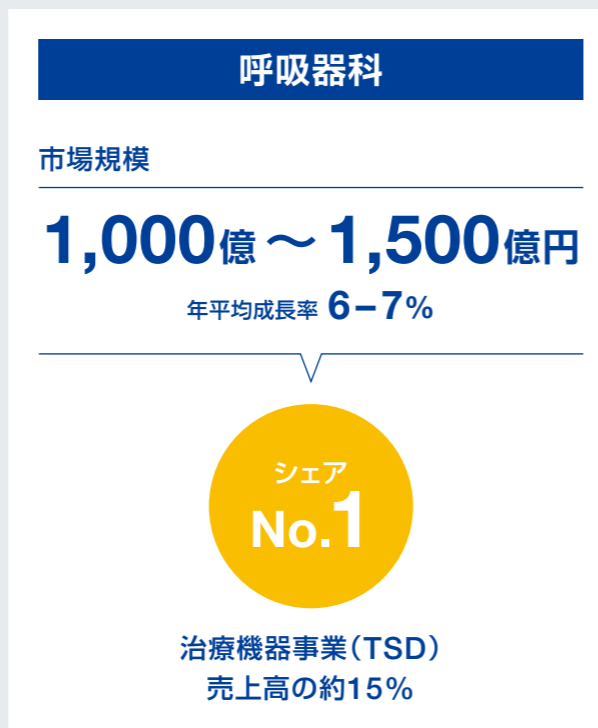 呼吸器科
市場規模
1,000億 〜 1,500億円
年平均成長率 6−7%
シェア
No.1
治療機器事業（TSD）
売上高の約15%